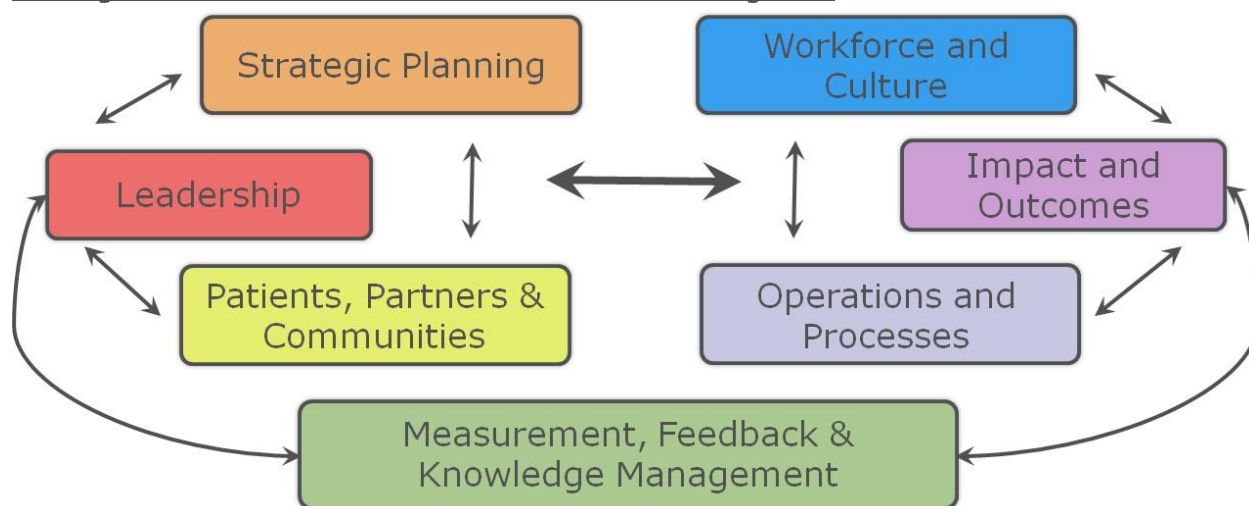 Strategic Planning
Workforce and
Culture
Leadership
Impact and
Outcomes
Patients, Partners &
Communities
Operations and
Processes
Measurement, Feedback &
Knowledge Management